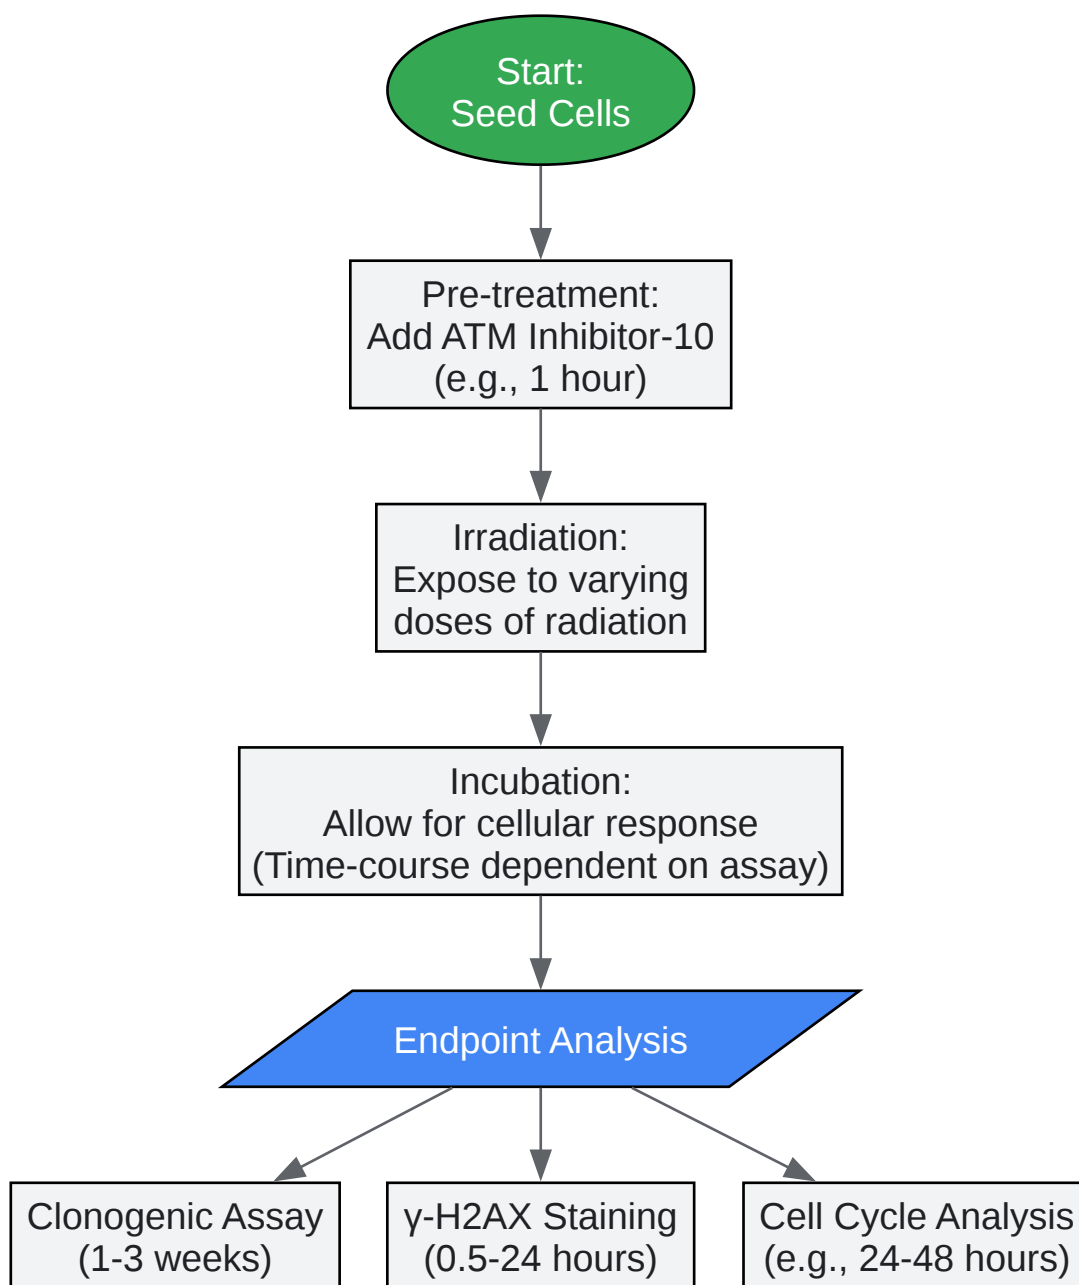 Start:
Seed Cells
Pre-treatment:
Add ATM Inhibitor-10
(e.g., 1 hour)
Irradiation:
Expose to varying
doses of radiation
Incubation:
Allow for cellular response
(Time-course dependent on assay)
Endpoint Analysis
Clonogenic Assay
(1-3 weeks)
γ-H2AX Staining
(0.5-24 hours)
Cell Cycle Analysis
(e.g., 24-48 hours)